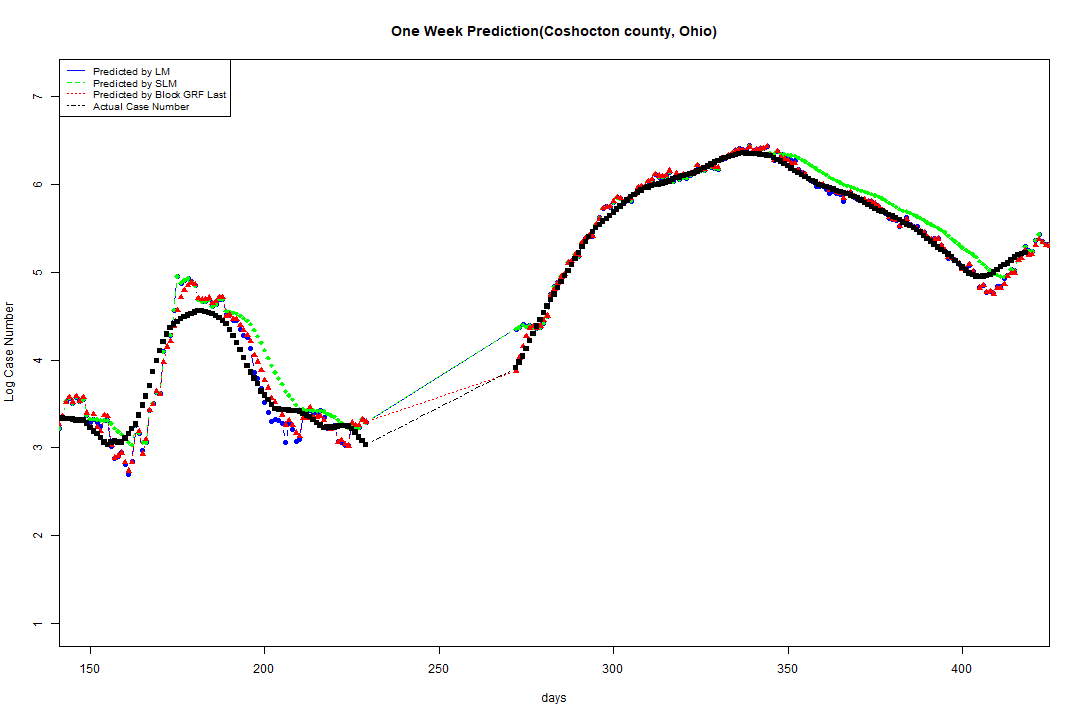 One Week Prediction(Coshocton county, Ohio)
Predicted by LM
Predicted by SLM
Predicted by Block GRF Last
Actual Case Number
Log Case Number
7
6
5
4
3
2
1
150 200 250 300 350 400
days